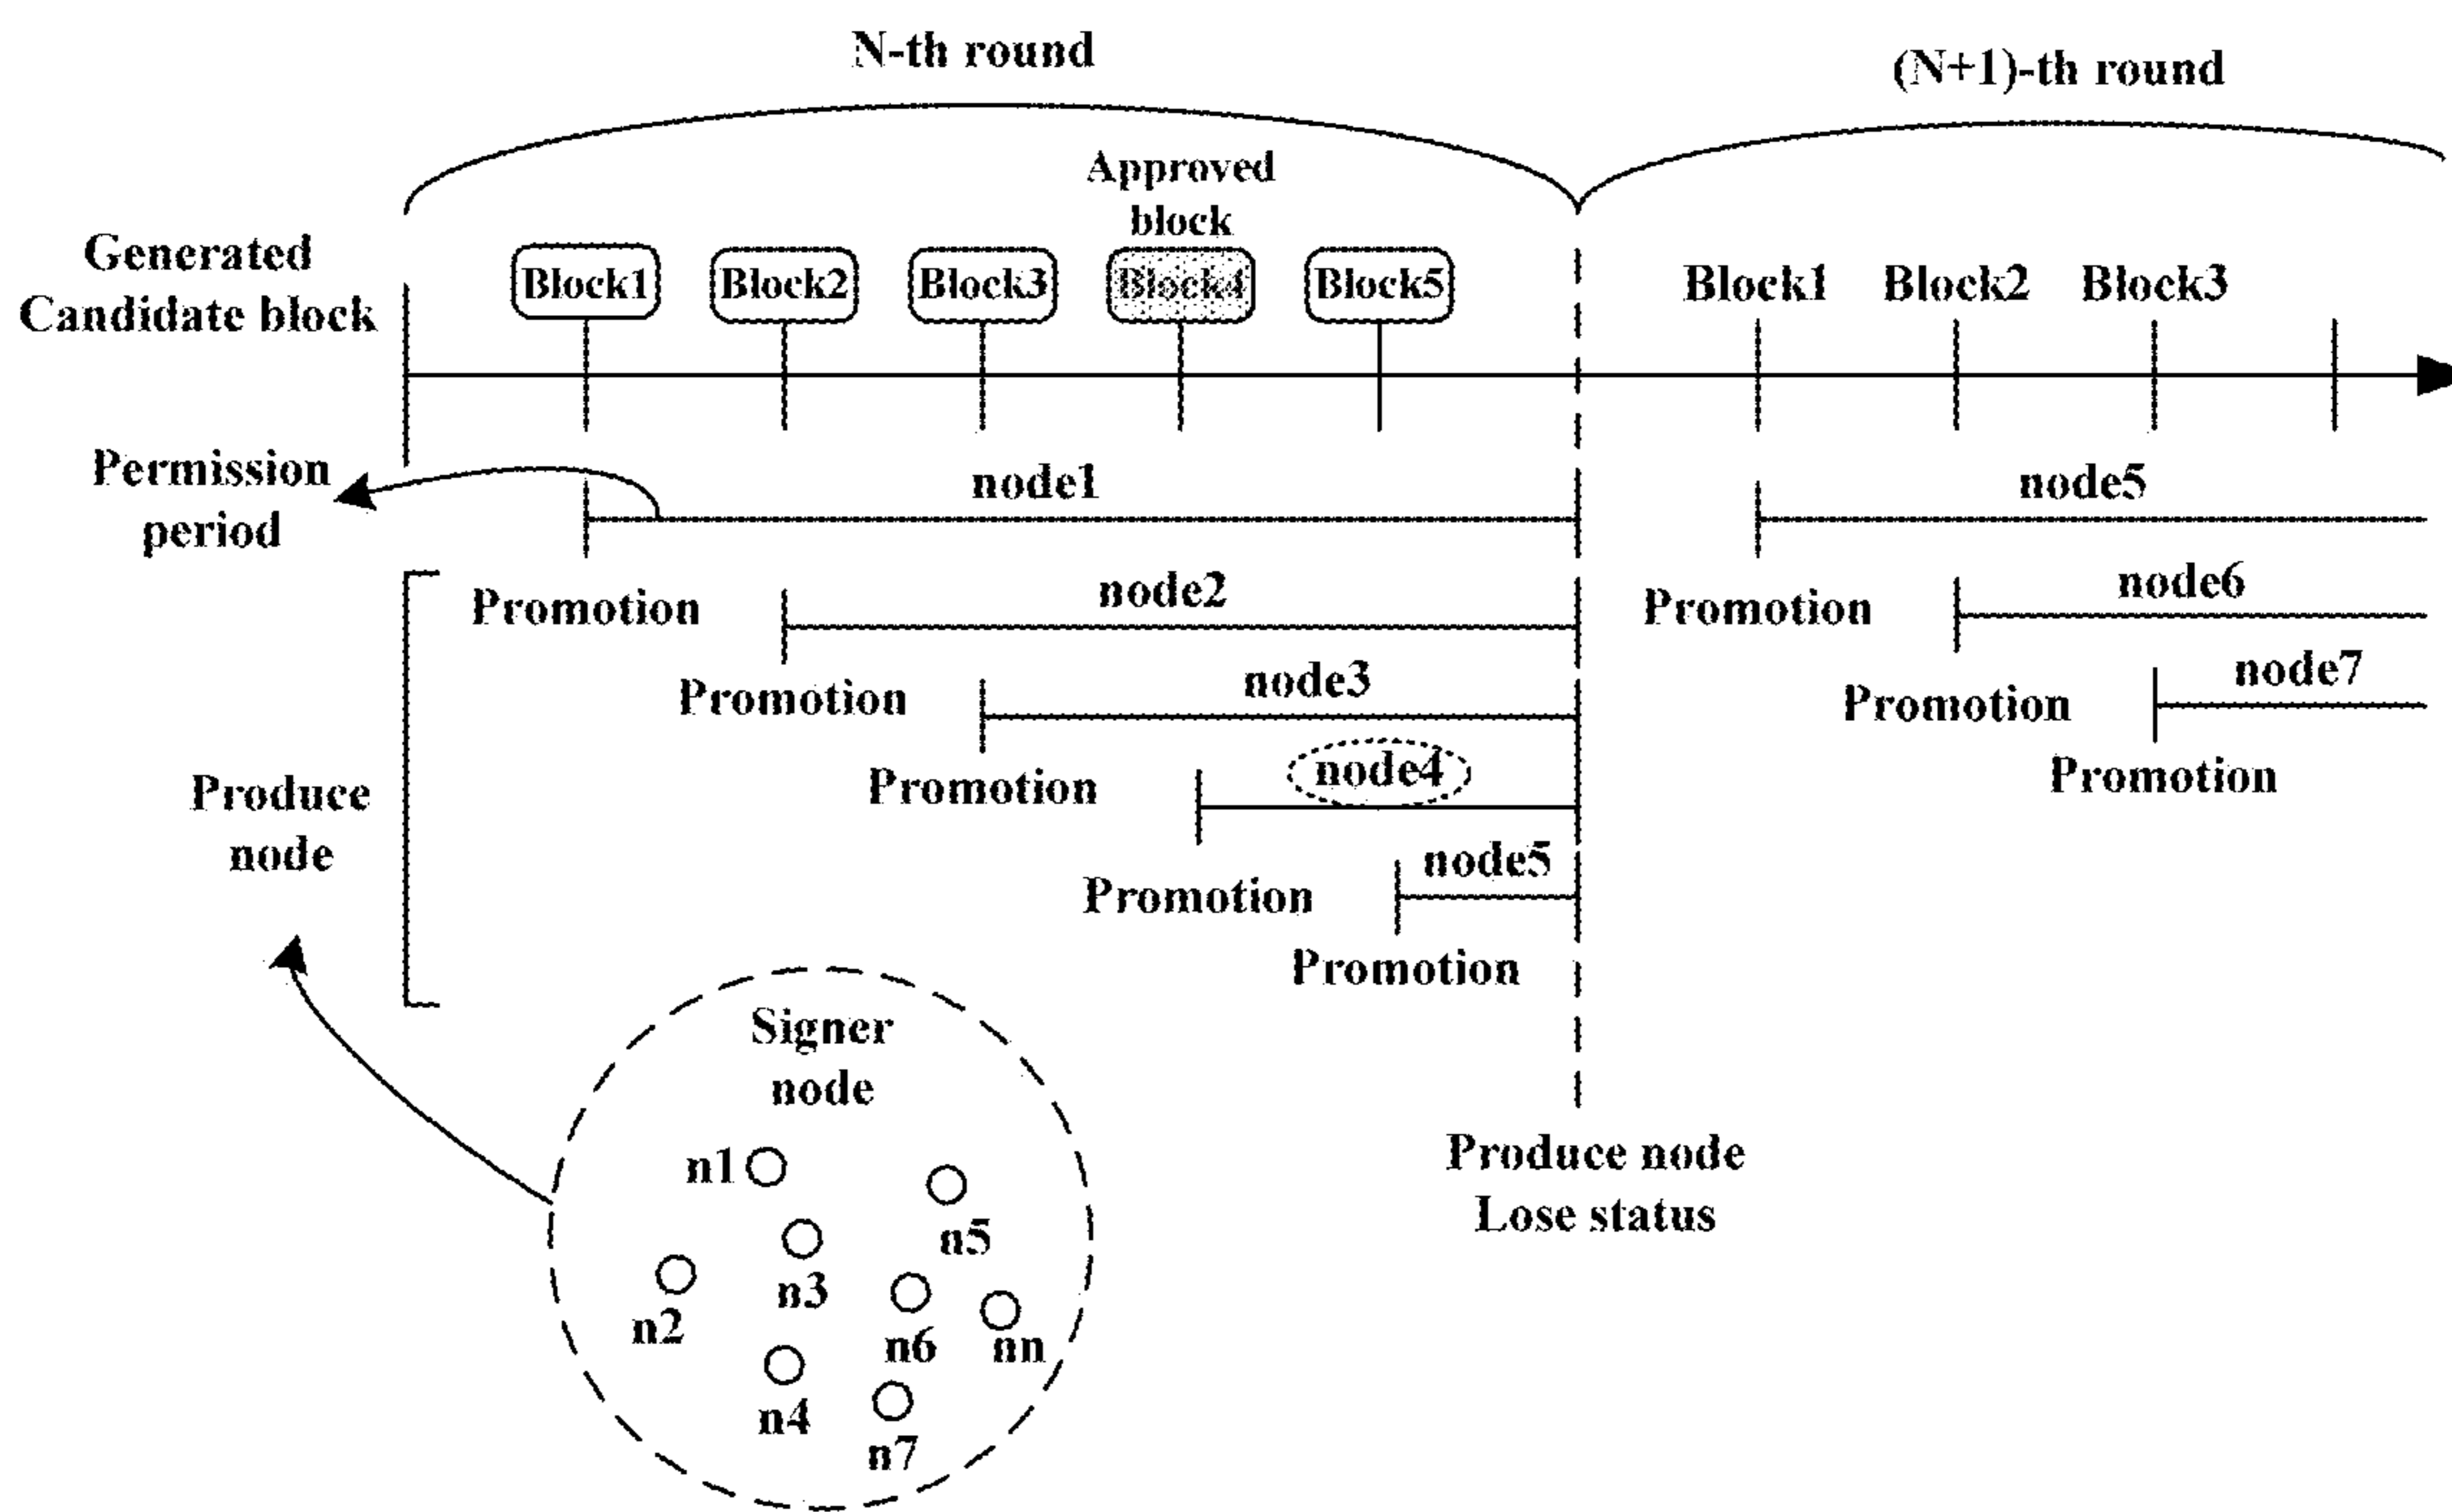 N-th round
(N+1)-th round
Approved
block
Generated
Candidate block
Block1
Block2
Block3
Block4
Block5
Block1
Block2
Block3
Permission
period
node1
node5
Promotion
node2
Promotion
node6
Promotion
node3
Promotion
node7
Promotion
node4
Promotion
Produce
node
Promotion
node5
Promotion
Signer
node
n1
n5
n3
n2
n6
nn
n4
n7
Produce node
Lose status